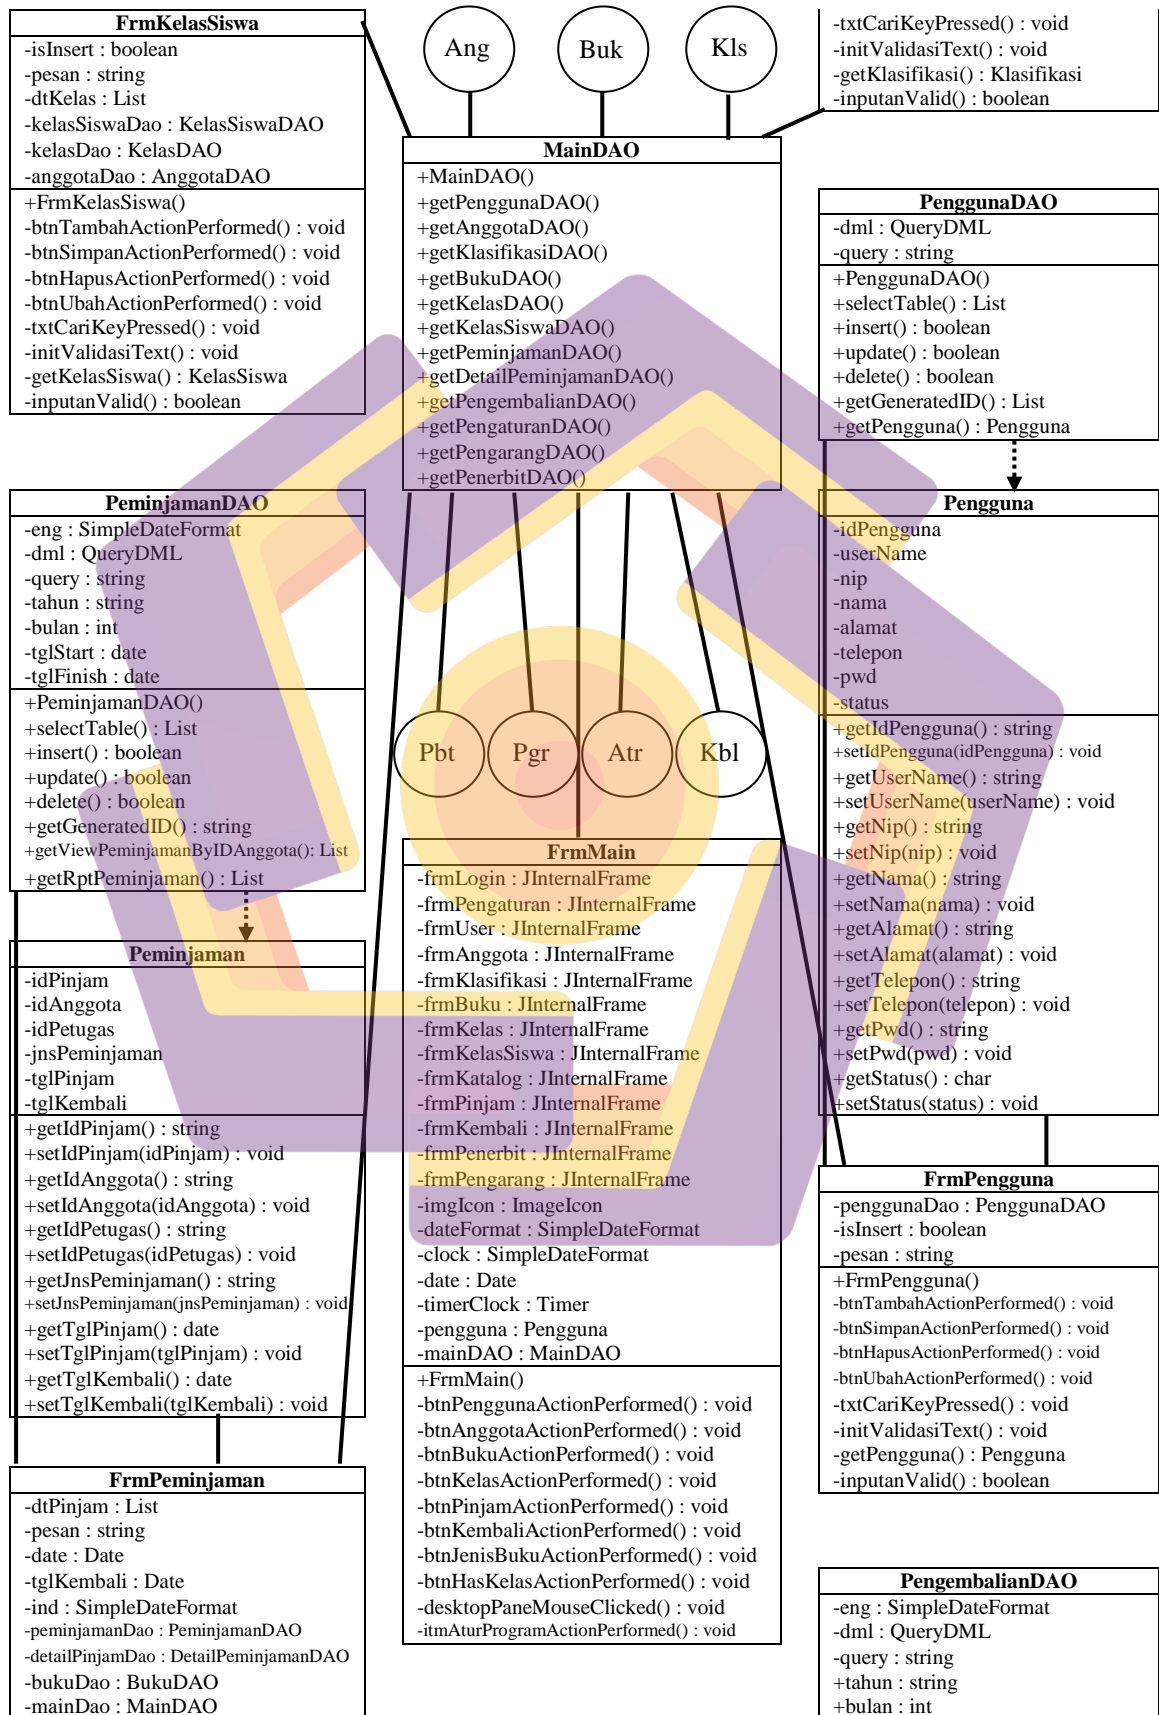 FrmKelasSiswa
-isInsert : boolean
-pesan : string
-dtKelas : List
-kelasSiswaDao : KelasSiswaDAO
-kelasDao : KelasDAO
-anggotaDao : AnggotaDAO
+FrmKelasSiswa()
-btnTambahActionPerformed() : void
-btnSimpanActionPerformed() : void
-btnHapusActionPerformed() : void
-btnUbahActionPerformed() : void
-txtCariKeyPressed() : void
-initValidasiText() : void
-getKelasSiswa() : KelasSiswa
-inputanValid() : boolean
Ang
Buk
Kls
-txtCariKeyPressed() : void
-initValidasiText() : void
-getKlasifikasi() : Klasifikasi
-inputanValid() : boolean
MainDAO
+MainDAO()
+getPenggunaDAO()
+getAnggotaDAO()
+getKlasifikasiDAO()
+getBukuDAO()
+getKelasDAO()
+getKelasSiswaDAO()
+getPeminjamanDAO()
+getDetailPeminjamanDAO()
+getPengembalianDAO()
+getPengaturanDAO()
+getPengarangDAO()
+getPenerbitDAO()
PenggunaDAO
-dml : QueryDML
-query : string
+PenggunaDAO()
+selectTable() : List
+insert() : boolean
+update() : boolean
+delete() : boolean
+getGeneratedID() : List
+getPengguna() : Pengguna
PeminjamanDAO
-eng : SimpleDateFormat
-dml : QueryDML
-query : string
-tahun : string
-bulan : int
-tglStart : date
-tglFinish : date
+PeminjamanDAO()
+selectTable() : List
+insert() : boolean
+update() : boolean
+delete() : boolean
+getGeneratedID() : string
+getViewPeminjamanByIDAnggota(): List
+getRptPeminjaman() : List
Pengguna
-idPengguna
-userName
-nip
-nama
-alamat
-telepon
-pwd
-status
+getIdPengguna() : string
+setIdPengguna(idPengguna) : void
+getUserName() : string
+setUserName(userName) : void
+getNip() : string
+setNip(nip) : void
+getNama() : string
+setNama(nama) : void
+getAlamat() : string
+setAlamat(alamat) : void
+getTelepon() : string
+setTelepon(telepon) : void
+getPwd() : string
+setPwd(pwd) : void
+getStatus() : char
+setStatus(status) : void
Pbt
Pgr
Atr
Kbl
FrmMain
-frmLogin : JInternalFrame
-frmPengaturan : JInternalFrame
-frmUser : JInternalFrame
-frmAnggota : JInternalFrame
-frmKlasifikasi : JInternalFrame
-frmBuku : JInternalFrame
-frmKelas : JInternalFrame
-frmKelasSiswa : JInternalFrame
-frmKatalog : JInternalFrame
-frmPinjam : JInternalFrame
-frmKembali : JInternalFrame
-frmPenerbit : JInternalFrame
-frmPengarang : JInternalFrame
-imgIcon : ImageIcon
-dateFormat : SimpleDateFormat
-clock : SimpleDateFormat
-date : Date
-timerClock : Timer
-pengguna : Pengguna
-mainDAO : MainDAO
+FrmMain()
-btnPenggunaActionPerformed() : void
-btnAnggotaActionPerformed() : void
-btnBukuActionPerformed() : void
-btnKelasActionPerformed() : void
-btnPinjamActionPerformed() : void
-btnKembaliActionPerformed() : void
-btnJenisBukuActionPerformed() : void
-btnHasKelasActionPerformed() : void
-desktopPaneMouseClicked() : void
-itmAturProgramActionPerformed() : void
Peminjaman
-idPinjam
-idAnggota
-idPetugas
-jnsPeminjaman
-tglPinjam
-tglKembali
+getIdPinjam() : string
+setIdPinjam(idPinjam) : void
+getIdAnggota() : string
+setIdAnggota(idAnggota) : void
+getIdPetugas() : string
+setIdPetugas(idPetugas) : void
+getJnsPeminjaman() : string
+setJnsPeminjaman(jnsPeminjaman) : void
+getTglPinjam() : date
+setTglPinjam(tglPinjam) : void
+getTglKembali() : date
+setTglKembali(tglKembali) : void
FrmPengguna
-penggunaDao : PenggunaDAO
-isInsert : boolean
-pesan : string
+FrmPengguna()
-btnTambahActionPerformed() : void
-btnSimpanActionPerformed() : void
-btnHapusActionPerformed() : void
-btnUbahActionPerformed() : void
-txtCariKeyPressed() : void
-initValidasiText() : void
-getPengguna() : Pengguna
-inputanValid() : boolean
FrmPeminjaman
-dtPinjam : List
-pesan : string
-date : Date
-tglKembali : Date
-ind : SimpleDateFormat
-peminjamanDao : PeminjamanDAO
-detailPinjamDao : DetailPeminjamanDAO
-bukuDao : BukuDAO
-mainDao : MainDAO
PengembalianDAO
-eng : SimpleDateFormat
-dml : QueryDML
-query : string
+tahun : string
+bulan : int